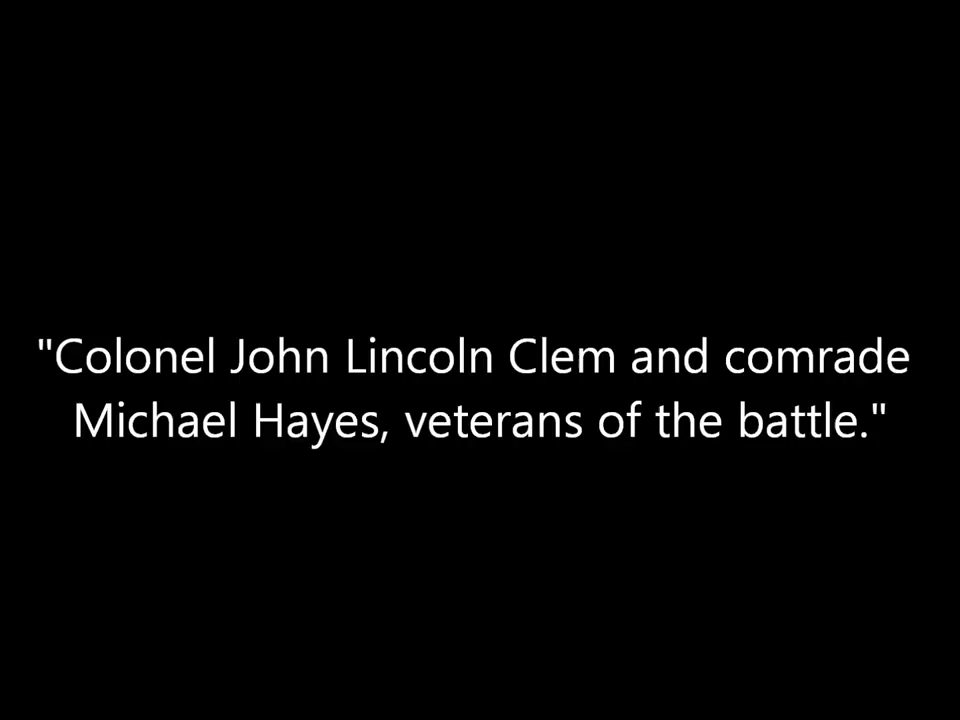 "Colonel John Lincoln Clem and comrade
Michael Hayes, veterans of the battle."